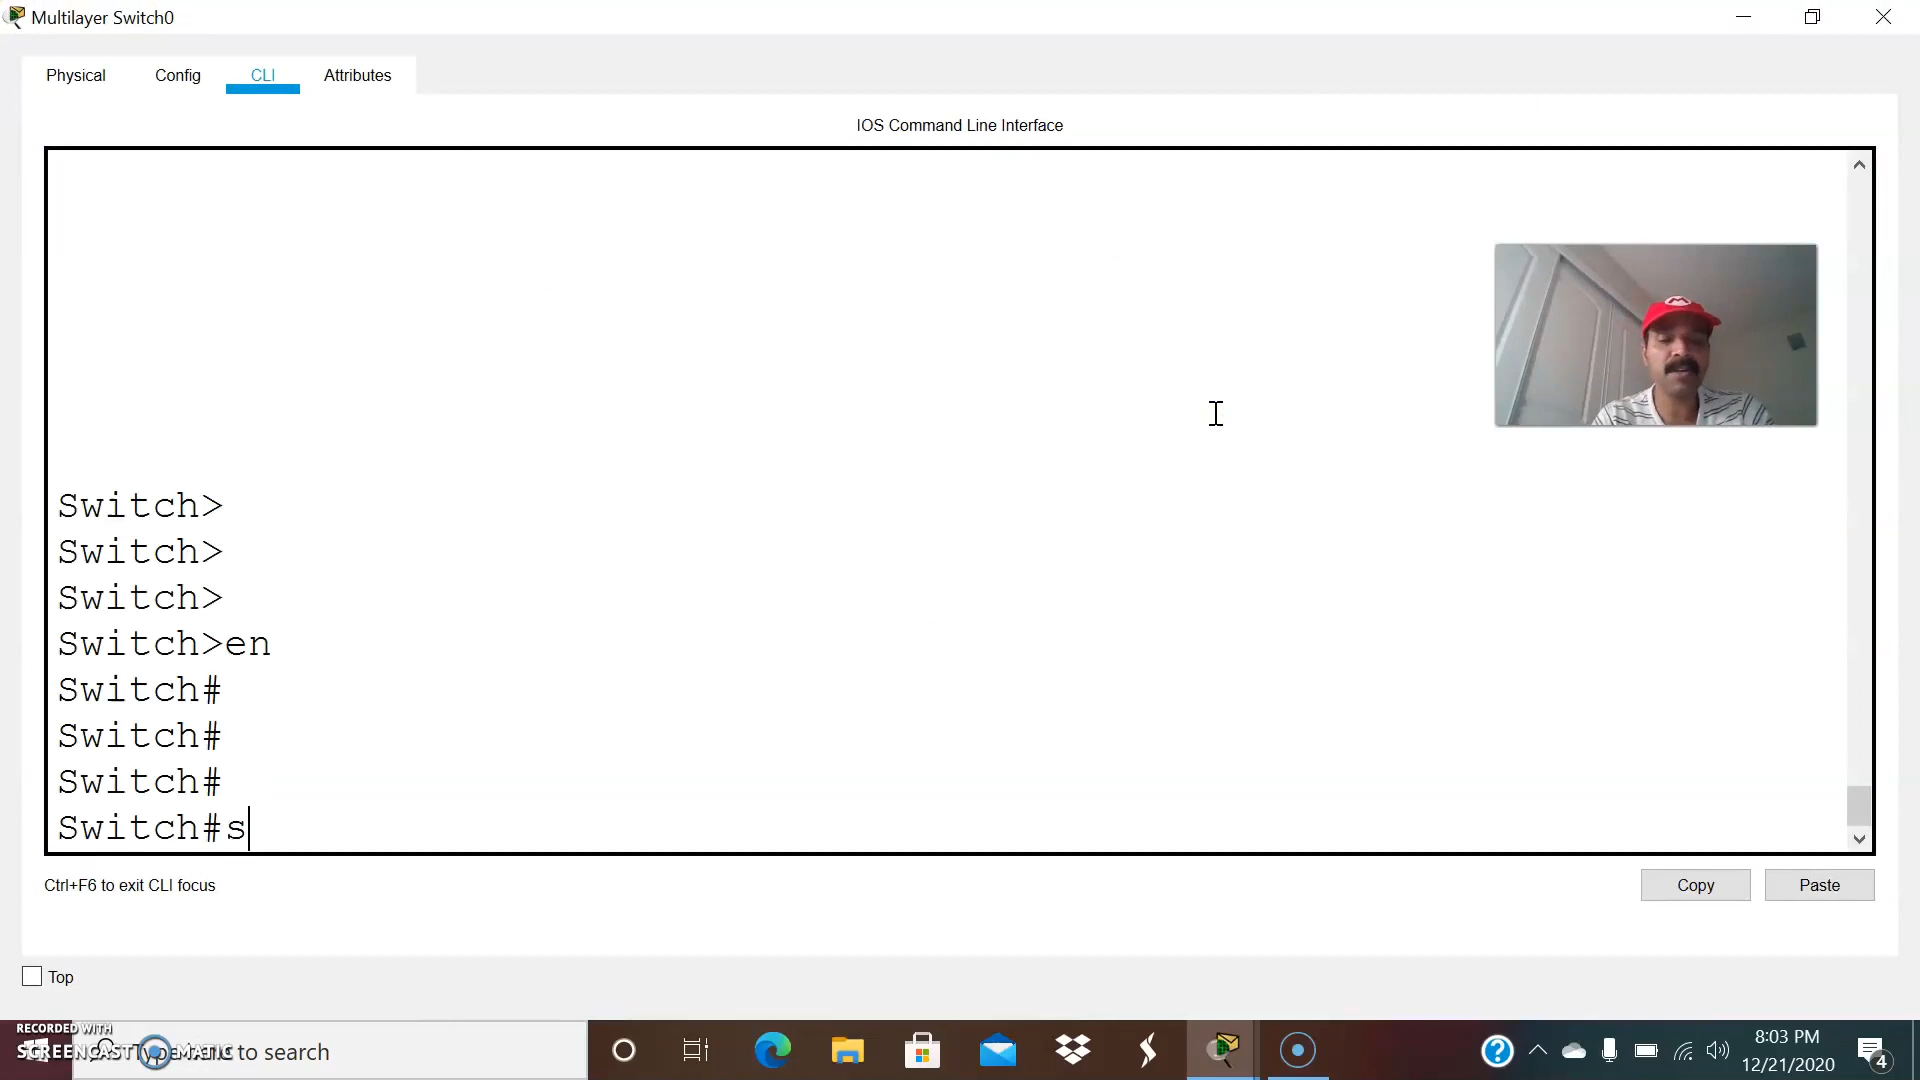 Multilayer Switch0
Physical Config CLI Attributes
IOS Command Line Interface
M
Switch>
Switch>
Switch>
Switch>en
Switch#
Switch#
Switch#
Switch#s
Ctrl+F6 to exit CLI focus
Copy Paste
Top
RECORDED WITH
SCREENCAST MATIC
to search
8:03 PM
12/21/2020
4